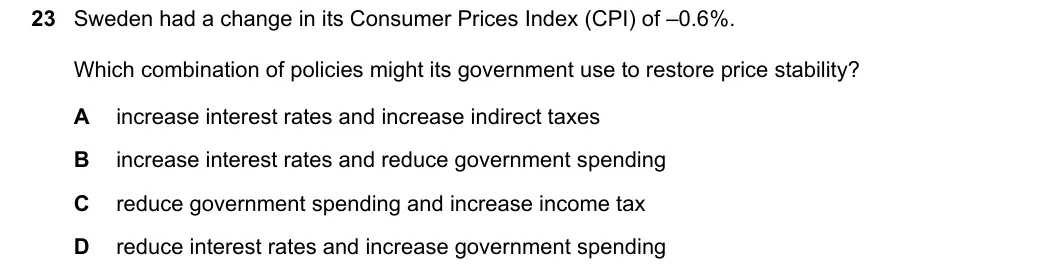 23 Sweden had a change in its Consumer Prices Index (CPI) of –0.6%.
Which combination of policies might its government use to restore price stability?
A increase interest rates and increase indirect taxes
B increase interest rates and reduce government spending
C reduce government spending and increase income tax
D reduce interest rates and increase government spending